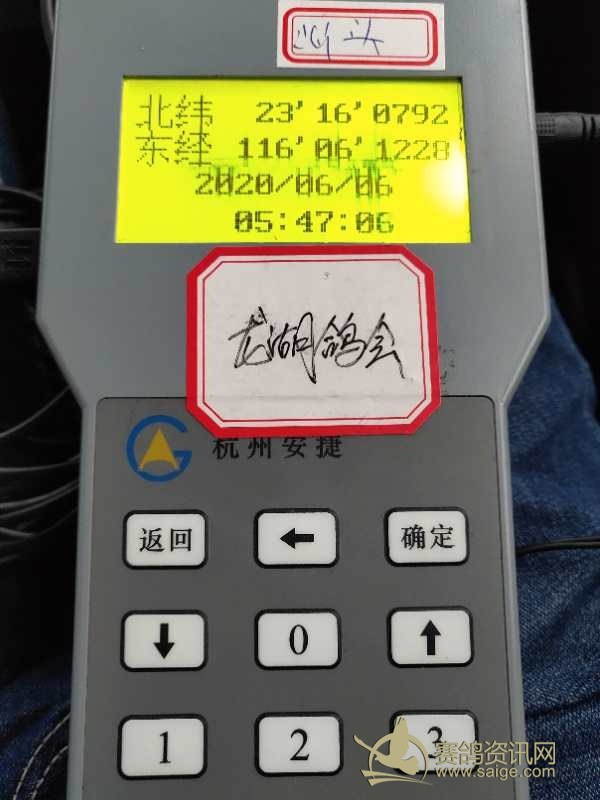 汕头
北纬 23'16'0792
东经 116'06'1228
2020/06/06
05:47:06
龙湖鸽会
杭州安捷
返回 ← 确定
↓ 0 ↑
1 2 3
赛鸽资讯网
www.saige.com